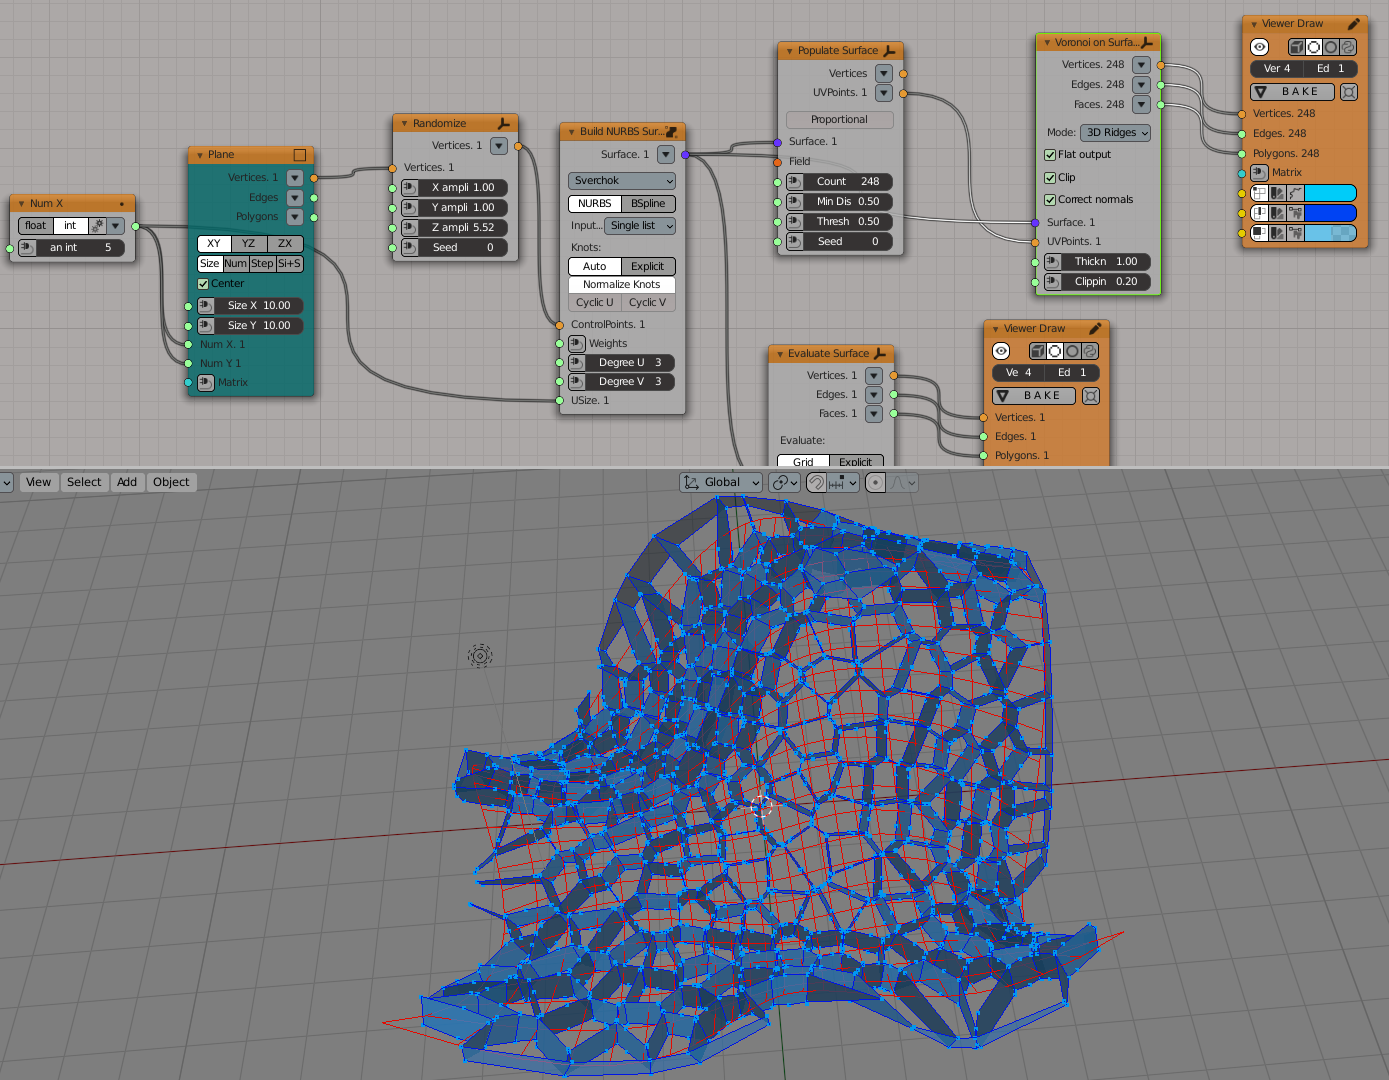 Num X
float int
an int 5
Plane
Vertices. 1
Edges
Polygons
XY YZ ZX
Size Num Step Si+S
Center
Size X 10.00
Size Y 10.00
Num X. 1
Num Y 1
Matrix
Randomize
Vertices. 1
Vertices. 1
X ampli 1.00
Y ampli 1.00
Z ampli 5.52
Seed 0
Build NURBS Sur...
Surface. 1
Sverchok
NURBS BSpline
Input... Single list
Knots:
Auto Explicit
Normalize Knots
Cyclic U Cyclic V
ControlPoints. 1
Weights
Degree U 3
Degree V 3
USize. 1
Populate Surface
Vertices
UVPoints. 1
Proportional
Surface. 1
Field
Count 248
Min Dis 0.50
Thresh 0.50
Seed 0
Evaluate Surface
Vertices. 1
Edges. 1
Faces. 1
Evaluate:
Grid Explicit
Voronoi on Surfa...
Vertices. 248
Edges. 248
Faces. 248
Mode: 3D Ridges
Flat output
Clip
Correct normals
Surface. 1
UVPoints. 1
Thickn 1.00
Clippin 0.20
Viewer Draw
Ve 4 Ed 1
BAKE
Vertices. 1
Edges. 1
Polygons. 1
Viewer Draw
Ver 4 Ed 1
BAKE
Vertices. 248
Edges. 248
Polygons. 248
Matrix
View Select Add Object
Global